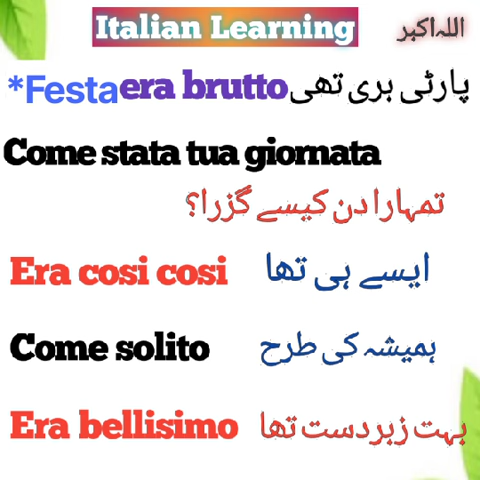 Italian Learning اللہ اکبر
*Festa era brutto پارٹی بری تھی
Come stata tua giornata
تمہارا دن کیسے گزرا؟
Era cosi cosi ایسے ہی تھا
Come solito ہمیشہ کی طرح
Era bellisimo بہت زبردست تھا